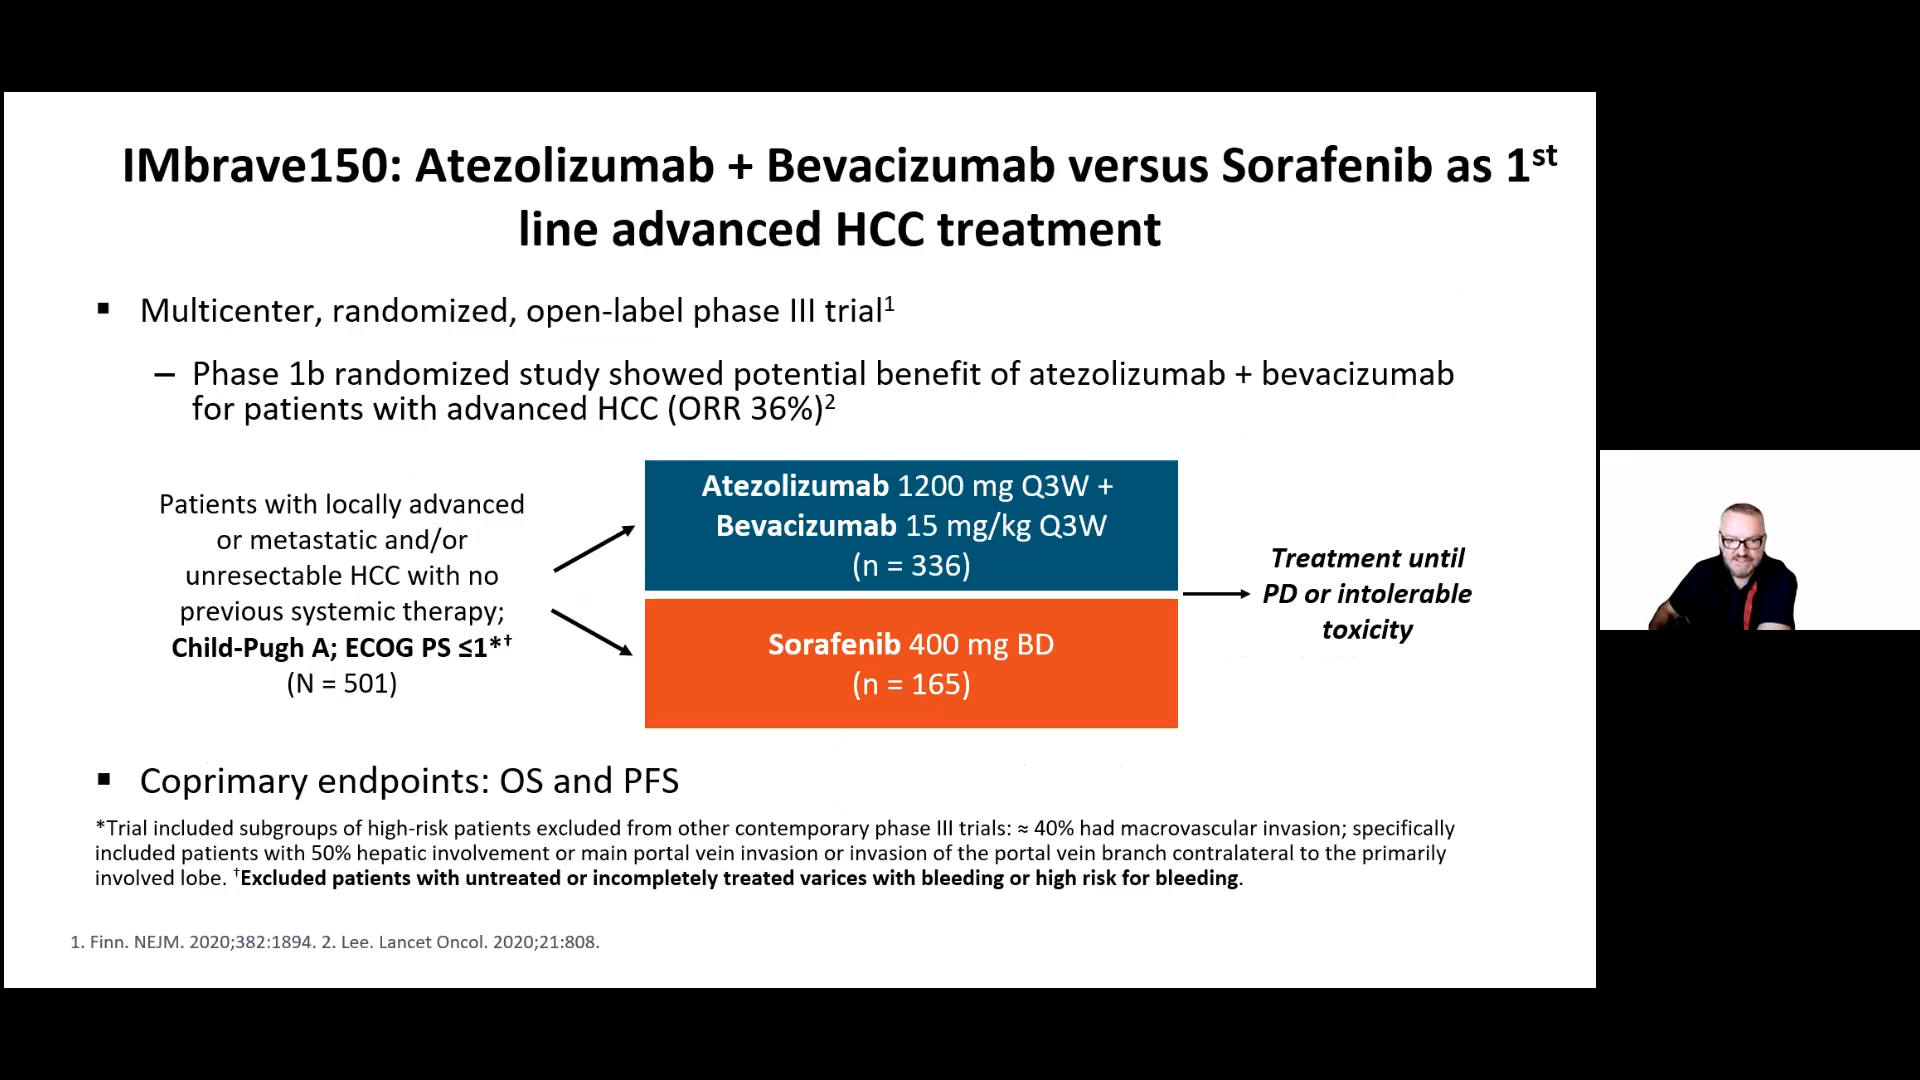 IMbrave150: Atezolizumab + Bevacizumab versus Sorafenib as 1st
line advanced HCC treatment
▪ Multicenter, randomized, open-label phase III trial1
– Phase 1b randomized study showed potential benefit of atezolizumab + bevacizumab
for patients with advanced HCC (ORR 36%)2
Patients with locally advanced
or metastatic and/or
unresectable HCC with no
previous systemic therapy;
Child-Pugh A; ECOG PS ≤1*†
(N = 501)
Atezolizumab 1200 mg Q3W +
Bevacizumab 15 mg/kg Q3W
(n = 336)
Sorafenib 400 mg BD
(n = 165)
Treatment until
PD or intolerable
toxicity
▪ Coprimary endpoints: OS and PFS
*Trial included subgroups of high-risk patients excluded from other contemporary phase III trials: ≈ 40% had macrovascular invasion; specifically
included patients with 50% hepatic involvement or main portal vein invasion or invasion of the portal vein branch contralateral to the primarily
involved lobe. †Excluded patients with untreated or incompletely treated varices with bleeding or high risk for bleeding.
1. Finn. NEJM. 2020;382:1894. 2. Lee. Lancet Oncol. 2020;21:808.